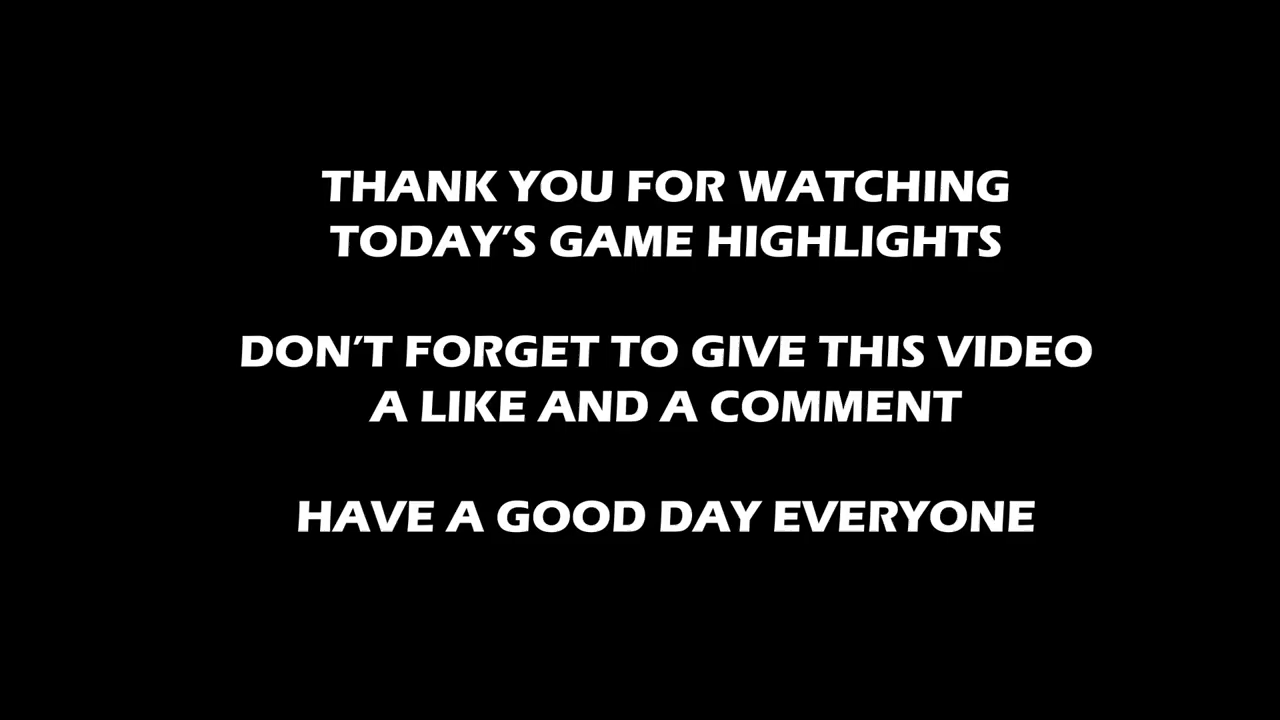 THANK YOU FOR WATCHING
TODAY’S GAME HIGHLIGHTS
DON’T FORGET TO GIVE THIS VIDEO
A LIKE AND A COMMENT
HAVE A GOOD DAY EVERYONE